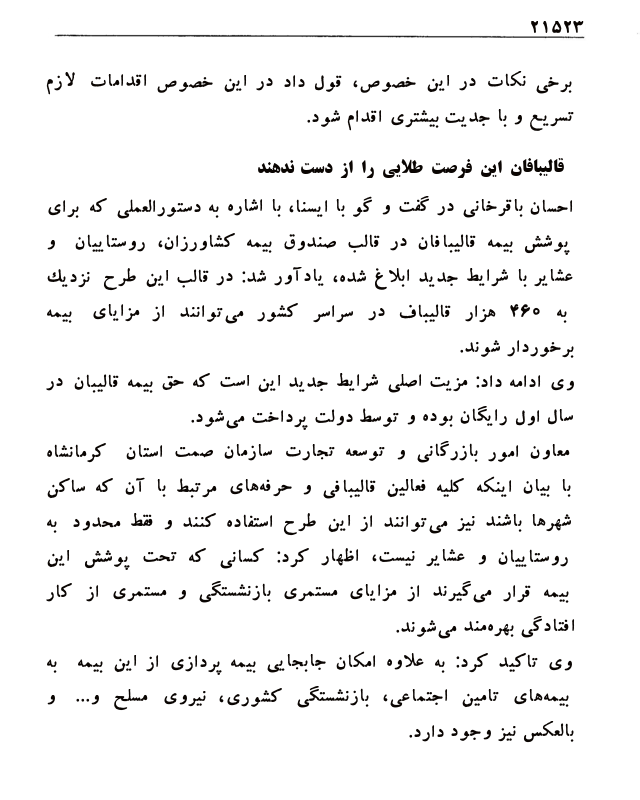 ۲۱۵۲۳
برخی نکات در این خصوص، قول داد در این خصوص اقدامات لازم
تسریع و با جدیت بیشتری اقدام شود.
قالیبافان این فرصت طلایی را از دست ندهند
احسان باقرخانی در گفت و گو با ایسنا، با اشاره به دستورالعملی که برای
پوشش بیمه قالیبافان در قالب صندوق بیمه کشاورزان، روستاییان و
عشایر با شرایط جدید ابلاغ شده، یادآور شد: در قالب این طرح نزدیك
به ۴۶۰ هزار قالیباف در سراسر کشور می‌توانند از مزایای بیمه
برخوردار شوند.
وی ادامه داد: مزیت اصلی شرایط جدید این است که حق بیمه قالیبان در
سال اول رایگان بوده و توسط دولت پرداخت می‌شود.
معاون امور بازرگانی و توسعه تجارت سازمان صمت استان کرمانشاه
با بیان اینکه کلیه فعالین قالیبافی و حرفه‌های مرتبط با آن که ساکن
شهرها باشند نیز می‌توانند از این طرح استفاده کنند و فقط محدود به
روستاییان و عشایر نیست، اظهار کرد: کسانی که تحت پوشش این
بیمه قرار می‌گیرند از مزایای مستمری بازنشستگی و مستمری از کار
افتادگی بهره‌مند می‌شوند.
وی تاکید کرد: به علاوه امکان جابجایی بیمه پردازی از این بیمه به
بیمه‌های تامین اجتماعی، بازنشستگی کشوری، نیروی مسلح و... و
بالعکس نیز وجود دارد.